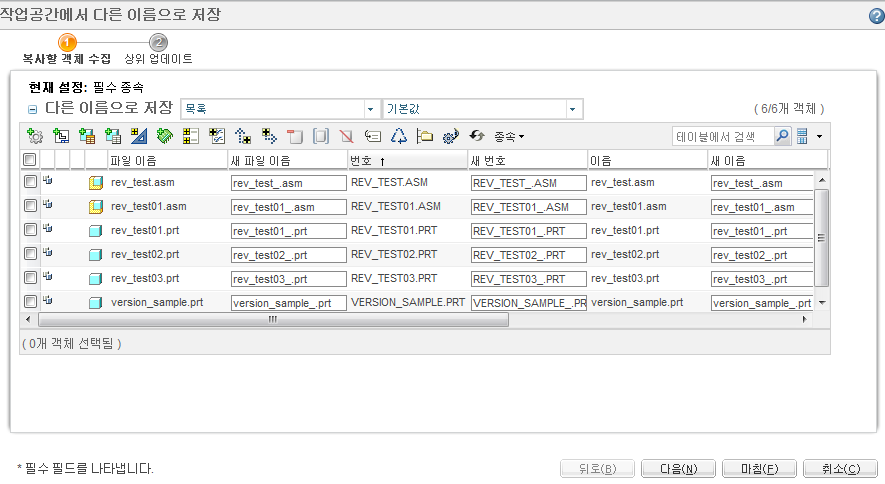 작업공간에서 다른 이름으로 저장
1 2
복사할 객체 수집 상위 업데이트
현재 설정: 필수 종속
다른 이름으로 저장 목록 기본값 ( 6/6개 객체 )
종속 테이블에서 검색
파일 이름 새 파일 이름 번호 ↑ 새 번호 이름 새 이름
rev_test.asm rev_test_.asm REV_TEST.ASM REV_TEST_.ASM rev_test.asm rev_test_.asm
rev_test01.asm rev_test01_.asm REV_TEST01.ASM REV_TEST01_.ASM rev_test01.asm rev_test01_.asm
rev_test01.prt rev_test01_.prt REV_TEST01.PRT REV_TEST01_.PRT rev_test01.prt rev_test01_.prt
rev_test02.prt rev_test02_.prt REV_TEST02.PRT REV_TEST02_.PRT rev_test02.prt rev_test02_.prt
rev_test03.prt rev_test03_.prt REV_TEST03.PRT REV_TEST03_.PRT rev_test03.prt rev_test03_.prt
version_sample.prt version_sample_.prt VERSION_SAMPLE.PRT VERSION_SAMPLE_.PR version_sample.prt version_sample_.prt
( 0개 객체 선택됨 )
* 필수 필드를 나타냅니다. 뒤로(B) 다음(N) 마침(F) 취소(C)